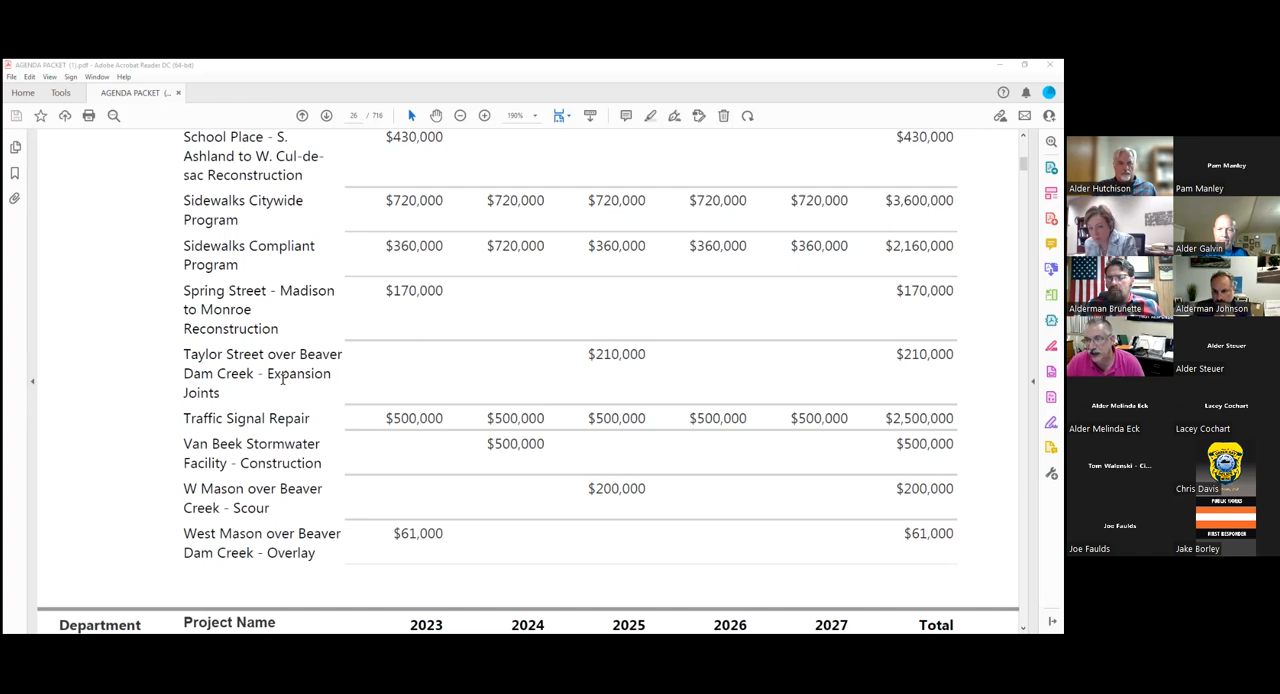 AGENDA PACKET (1).pdf - Adobe Acrobat Reader DC (64-bit)
File Edit View Sign Window Help
Home Tools AGENDA PACKET (... ×
26 / 716 190%
School Place - S. $430,000 $430,000
Ashland to W. Cul-de-
sac Reconstruction
Sidewalks Citywide $720,000 $720,000 $720,000 $720,000 $720,000 $3,600,000
Program
Sidewalks Compliant $360,000 $720,000 $360,000 $360,000 $360,000 $2,160,000
Program
Spring Street - Madison $170,000 $170,000
to Monroe
Reconstruction
Taylor Street over Beaver $210,000 $210,000
Dam Creek - Expansion
Joints
Traffic Signal Repair $500,000 $500,000 $500,000 $500,000 $500,000 $2,500,000
Van Beek Stormwater $500,000 $500,000
Facility - Construction
W Mason over Beaver $200,000 $200,000
Creek - Scour
West Mason over Beaver $61,000 $61,000
Dam Creek - Overlay
Department Project Name 2023 2024 2025 2026 2027 Total
Alder Hutchison
Pam Manley
Pam Manley
Alder Galvin
Alderman Brunette
Alderman Johnson
Alder Steuer
Alder Steuer
Alder Melinda Eck
Alder Melinda Eck
Lacey Cochart
Lacey Cochart
Tom Walenski - Ci...
Chris Davis
Joe Faulds
Joe Faulds
PUBLIC WORKS
FIRST RESPONDER
Jake Borley